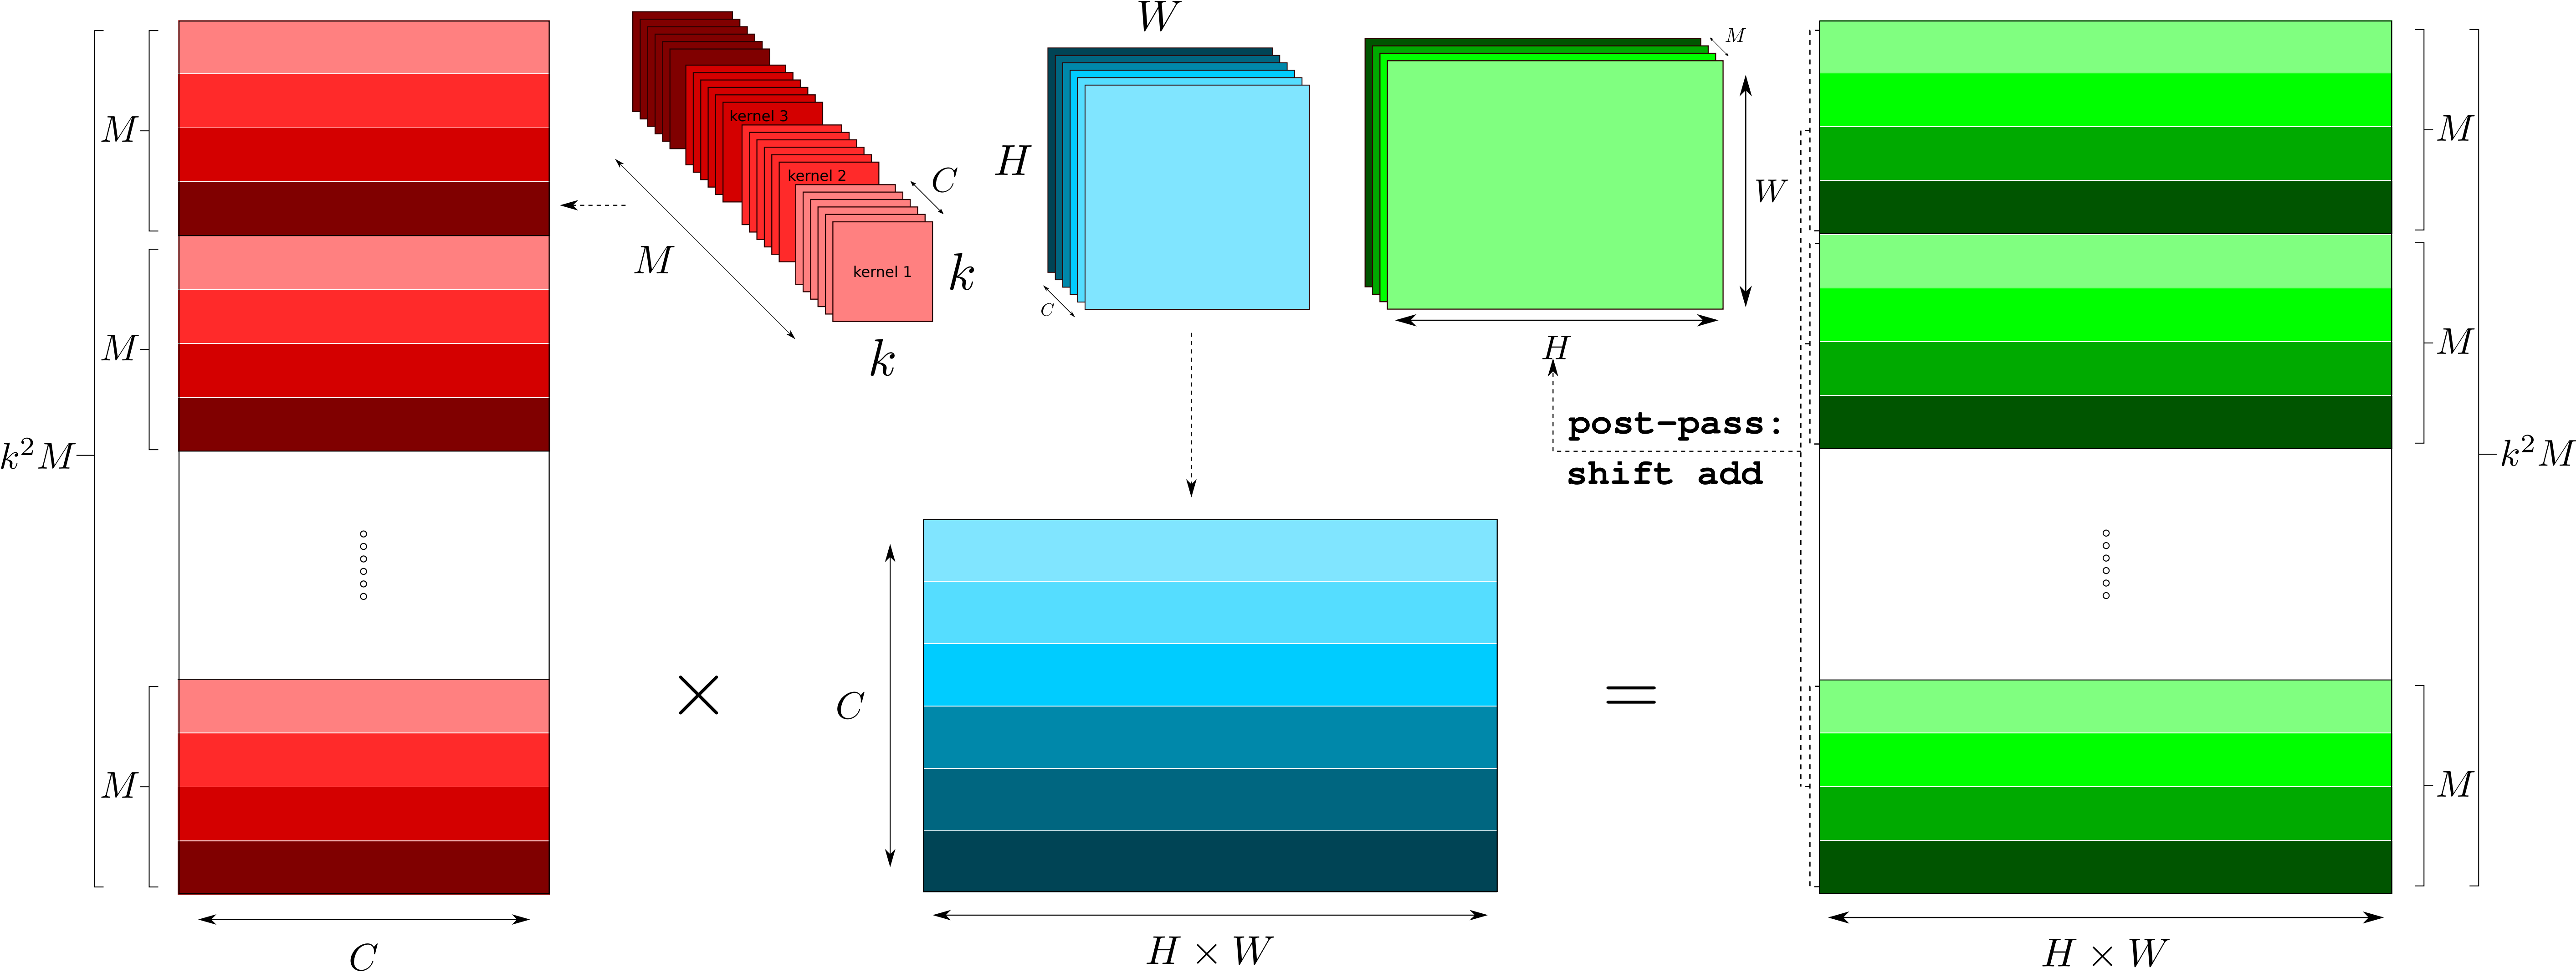 W
M
kernel 3
M
M
H
W
kernel 2
C
M
k
kernel 1
C
H
M
M
k
post-pass:
shift add
k²M
k²M
C
×
=
M
M
C
H × W
H × W